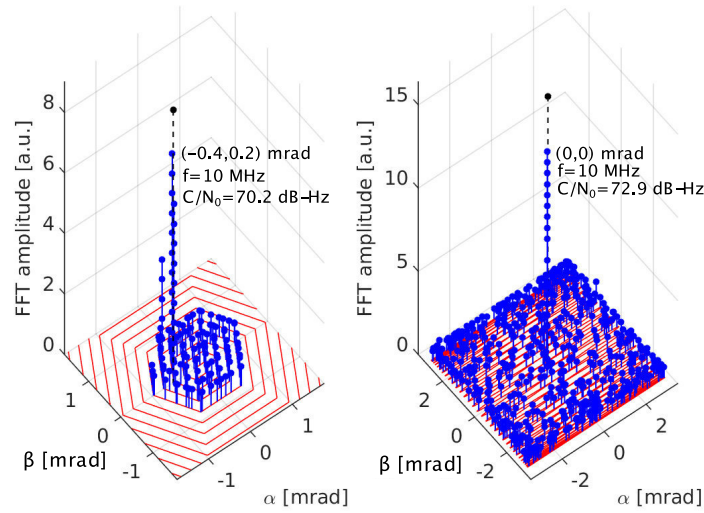 FFT amplitude [a.u.]
8
6
4
2
0
(−0.4,0.2) mrad
f=10 MHz
C/N₀=70.2 dB−Hz
1
0
-1
β [mrad]
-1
0
1
α [mrad]
FFT amplitude [a.u.]
15
10
5
0
(0,0) mrad
f=10 MHz
C/N₀=72.9 dB−Hz
2
0
-2
β [mrad]
-2
0
2
α [mrad]